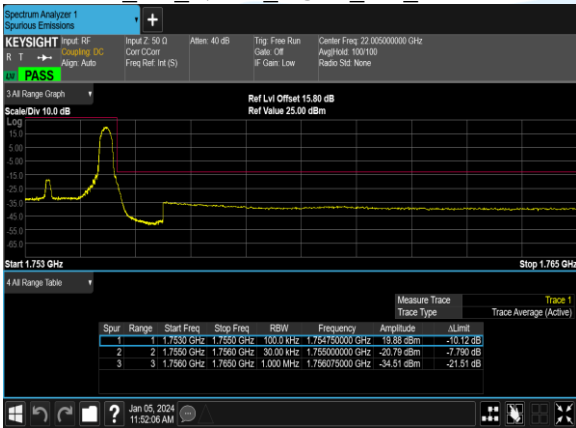 Spectrum Analyzer 1
Spurious Emissions
+
KEYSIGHT Input: RF Input Z: 50 Ω Atten: 40 dB Trig: Free Run Center Freq: 22.005000000 GHz
R T Coupling: DC Corr CCorr Gate: Off Avg|Hold: 100/100
Align: Auto Freq Ref: Int (S) IF Gain: Low Radio Std: None
LV PASS
3 All Range Graph
Ref Lvl Offset 15.80 dB
Scale/Div 10.0 dB Ref Value 25.00 dBm
Log
15.0
5.00
-5.00
-15.0
-25.0
-35.0
-45.0
-55.0
-65.0
Start 1.753 GHz Stop 1.765 GHz
4 All Range Table
Measure Trace Trace 1
Trace Type Trace Average (Active)
Spur Range Start Freq Stop Freq RBW Frequency Amplitude ΔLimit
1 1 1.7530 GHz 1.7550 GHz 100.0 kHz 1.754750000 GHz 19.88 dBm -10.12 dB
2 2 1.7550 GHz 1.7560 GHz 30.00 kHz 1.755000000 GHz -20.79 dBm -7.790 dB
3 3 1.7560 GHz 1.7650 GHz 1.000 MHz 1.756075000 GHz -34.51 dBm -21.51 dB
? Jan 05, 2024
11:52:06 AM